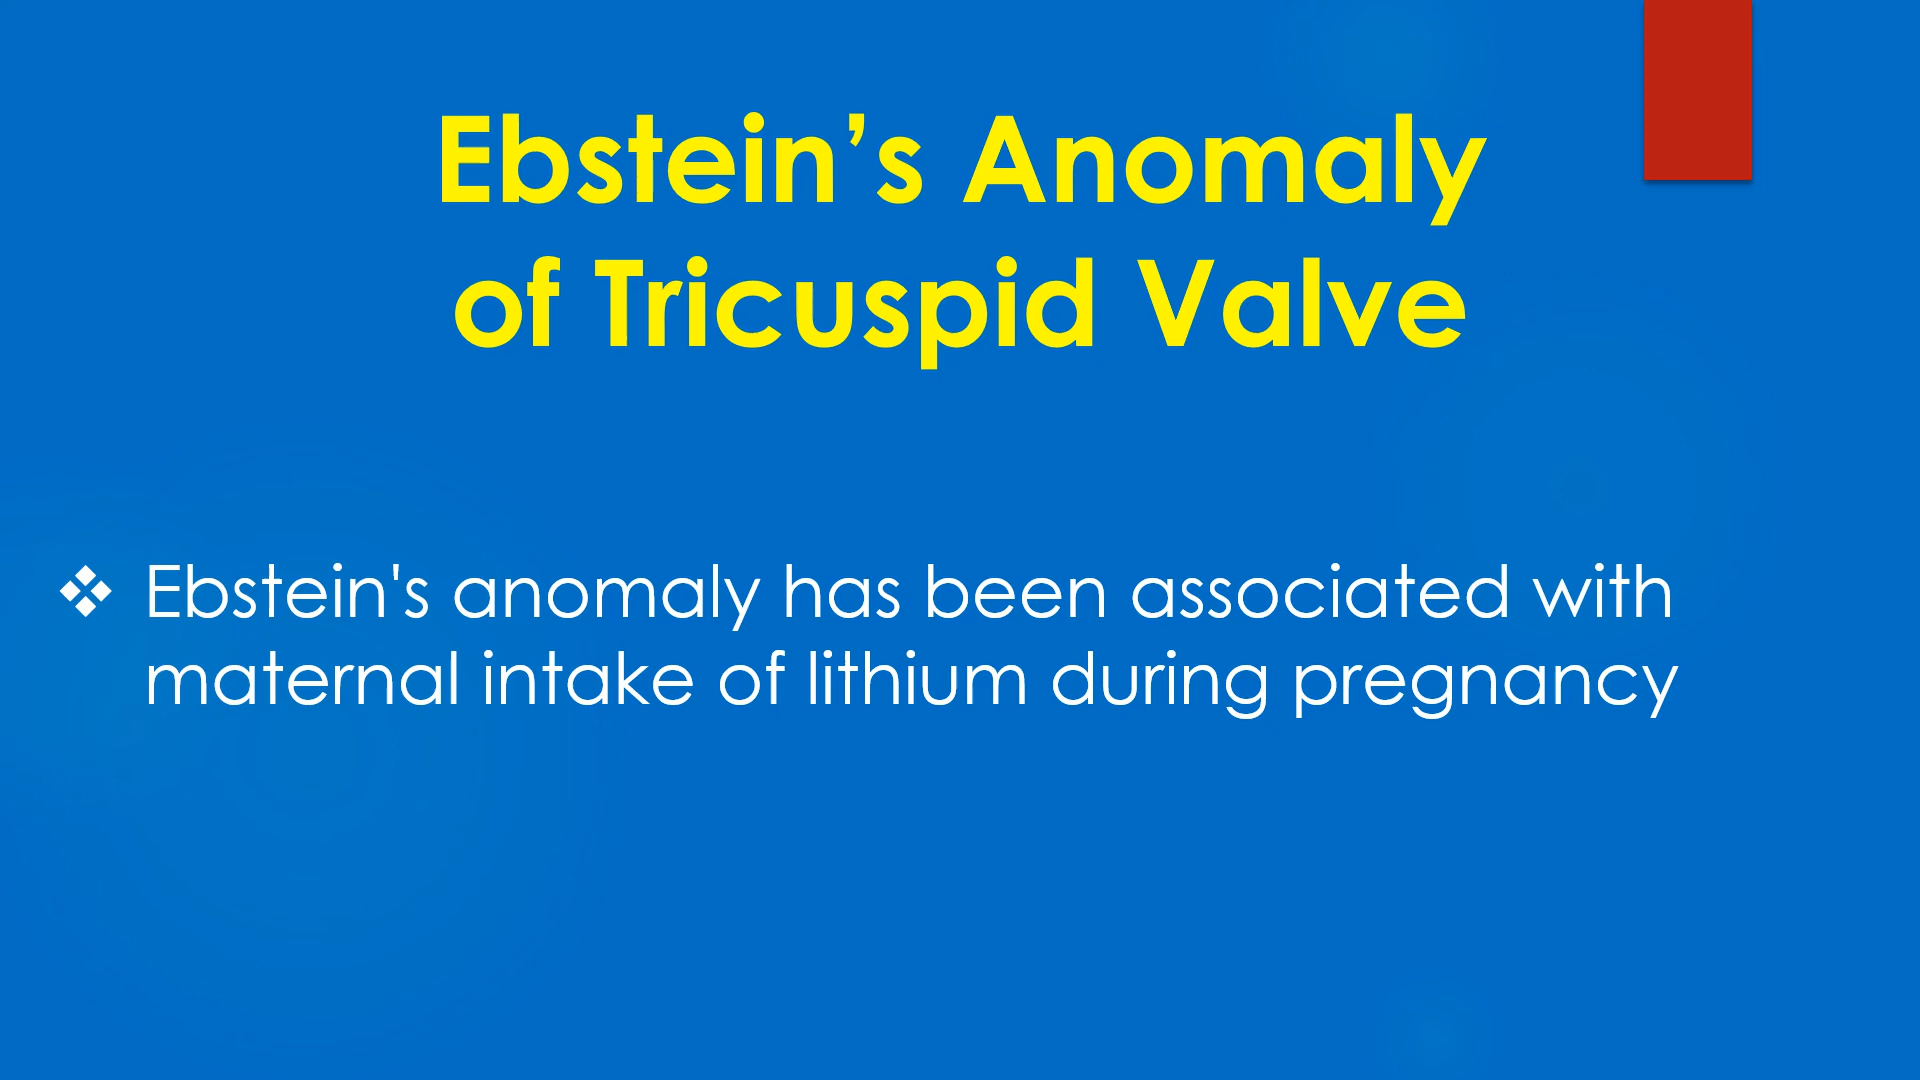 Ebstein’s Anomaly
of Tricuspid Valve
❖ Ebstein's anomaly has been associated with
maternal intake of lithium during pregnancy